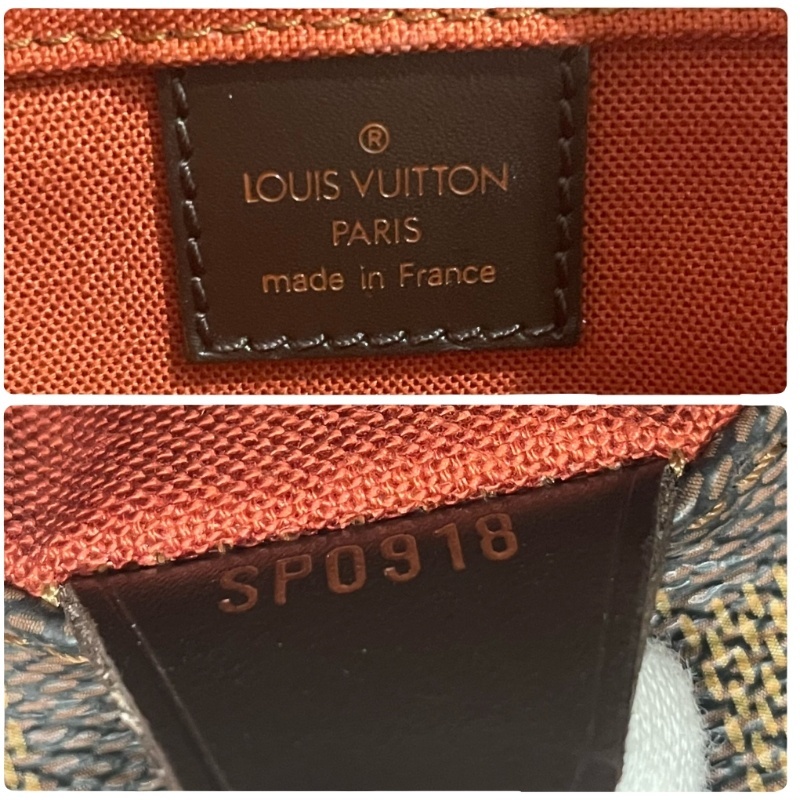 ®
LOUIS VUITTON
PARIS
made in France
SP0918